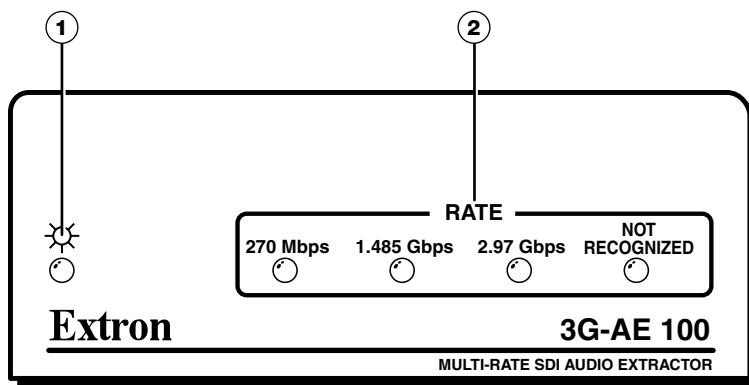 1 2
RATE
270 Mbps 1.485 Gbps 2.97 Gbps NOT RECOGNIZED
Extron 3G-AE 100
MULTI-RATE SDI AUDIO EXTRACTOR